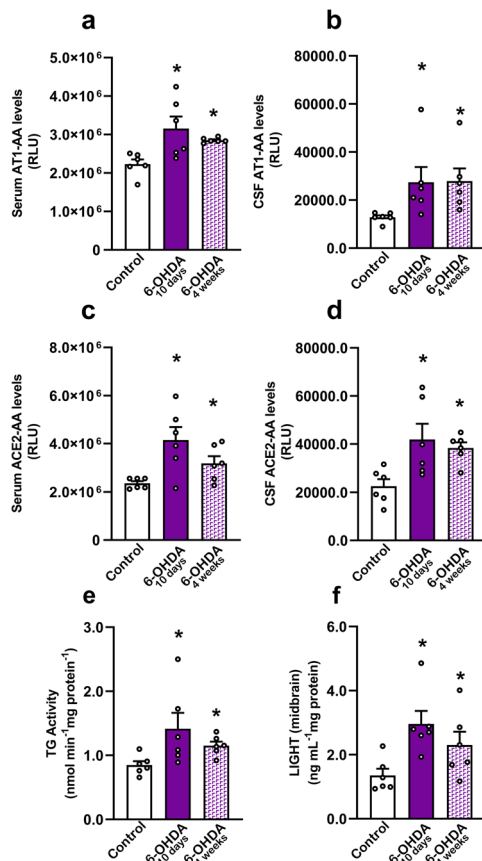 a
Serum AT1-AA levels
(RLU)
5.0×10⁶
4.0×10⁶
3.0×10⁶
2.0×10⁶
1.0×10⁶
0
*
*
Control
6-OHDA
10 days
6-OHDA
4 weeks
b
CSF AT1-AA levels
(RLU)
80000.0
60000.0
40000.0
20000.0
0.0
*
*
Control
6-OHDA
10 days
6-OHDA
4 weeks
c
Serum ACE2-AA levels
(RLU)
8.0×10⁶
6.0×10⁶
4.0×10⁶
2.0×10⁶
0
*
*
Control
6-OHDA
10 days
6-OHDA
4 weeks
d
CSF ACE2-AA levels
(RLU)
80000.0
60000.0
40000.0
20000.0
0.0
*
*
Control
6-OHDA
10 days
6-OHDA
4 weeks
e
TG Activity
(nmol min⁻¹mg protein⁻¹)
3.0
2.0
1.0
0.0
*
*
Control
6-OHDA
10 days
6-OHDA
4 weeks
f
LIGHT (midbrain)
(ng mL⁻¹mg protein)
6.0
4.0
2.0
0.0
*
*
Control
6-OHDA
10 days
6-OHDA
weeks